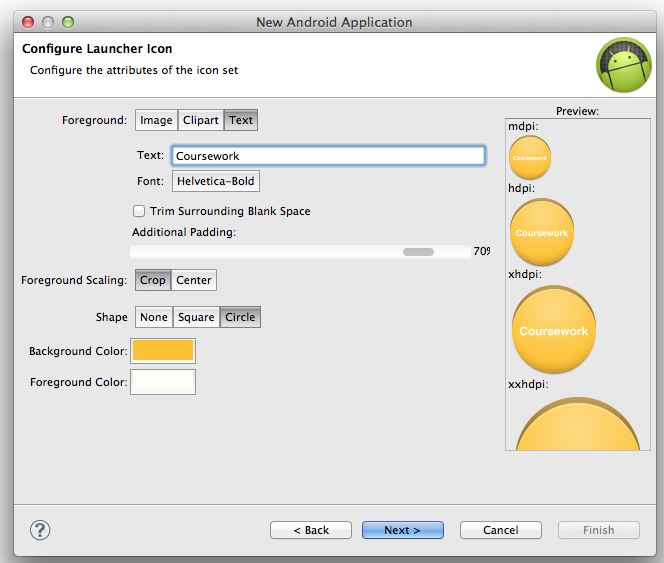 New Android Application
Configure Launcher Icon
Configure the attributes of the icon set
Foreground: Image Clipart Text
Text: Coursework
Font: Helvetica-Bold
Trim Surrounding Blank Space
Additional Padding:
70%
Foreground Scaling: Crop Center
Shape None Square Circle
Background Color:
Foreground Color:
Preview:
mdpi:
Coursework
hdpi:
Coursework
xhdpi:
Coursework
xxhdpi:
? < Back Next > Cancel Finish